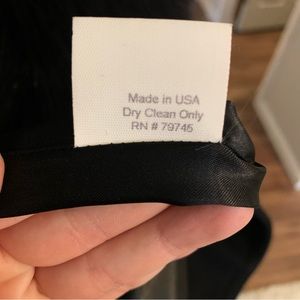 Made in USA
Dry Clean Only
RN # 79745